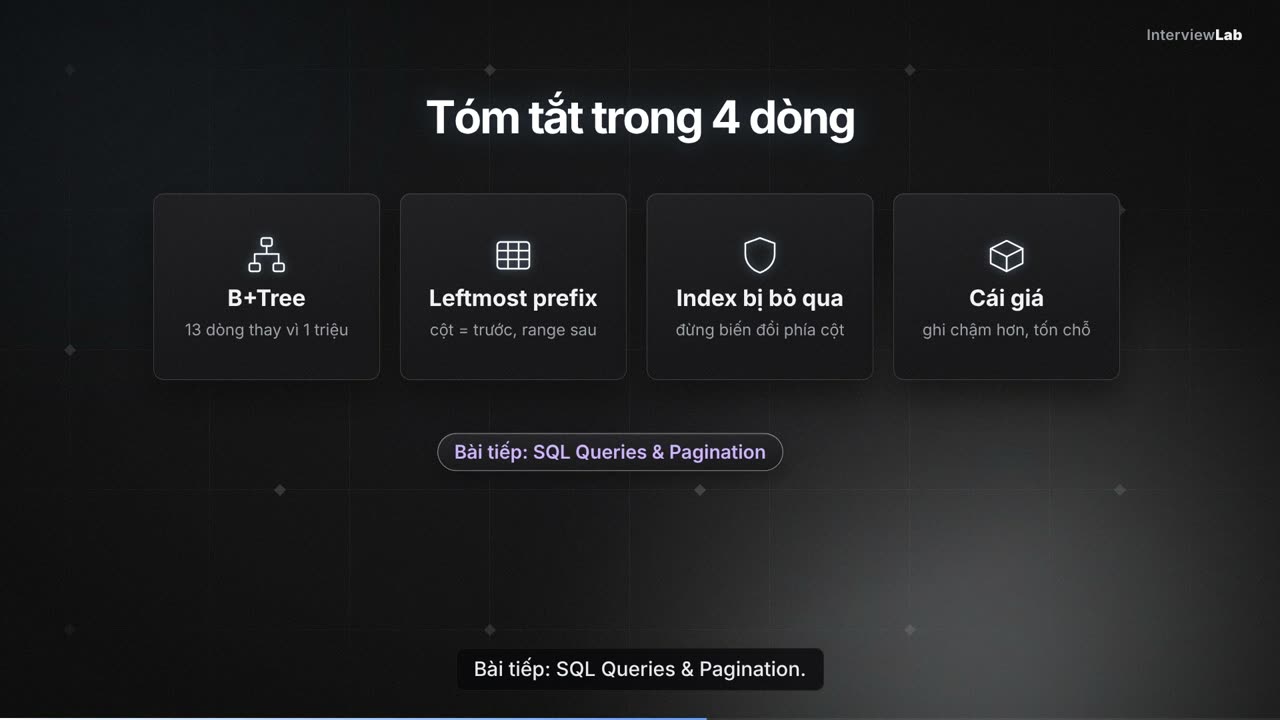 InterviewLab
Tóm tắt trong 4 dòng
B+Tree
13 dòng thay vì 1 triệu
Leftmost prefix
cột = trước, range sau
Index bị bỏ qua
đừng biến đổi phía cột
Cái giá
ghi chậm hơn, tốn chỗ
Bài tiếp: SQL Queries & Pagination
Bài tiếp: SQL Queries & Pagination.